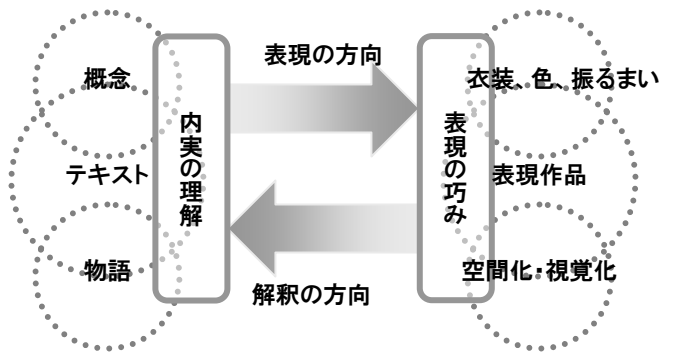 概念
テキスト
物語
内実の理解
表現の方向
解釈の方向
表現の巧み
衣装、色、振るまい
表現作品
空間化・視覚化